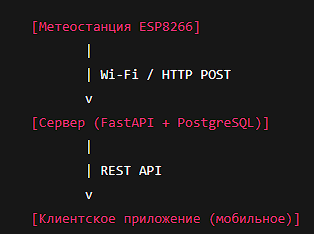 [Метеостанция ESP8266]
|
| Wi-Fi / HTTP POST
v
[Сервер (FastAPI + PostgreSQL)]
|
| REST API
v
[Клиентское приложение (мобильное)]